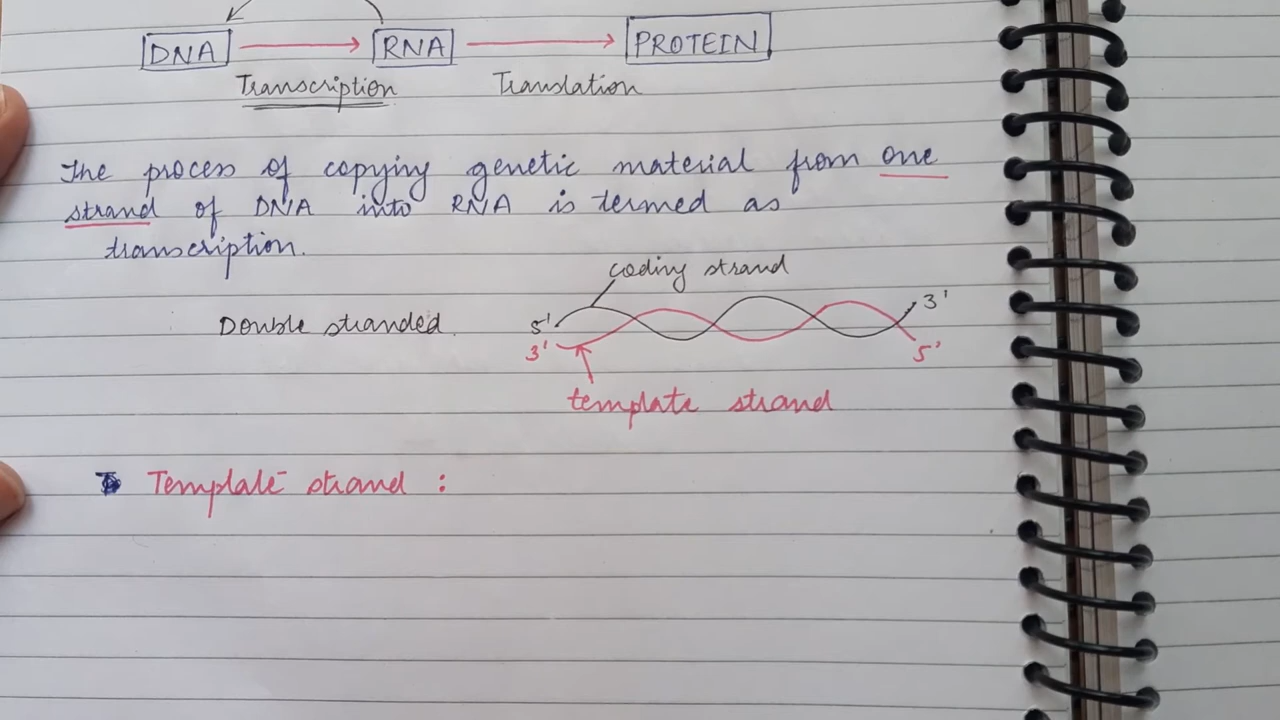 DNA RNA PROTEIN
Transcription Translation
The process of copying genetic material from one
strand of DNA into RNA is termed as
transcription.
coding strand
Double stranded. 5' 3'
3' 5'
template strand
Template strand :